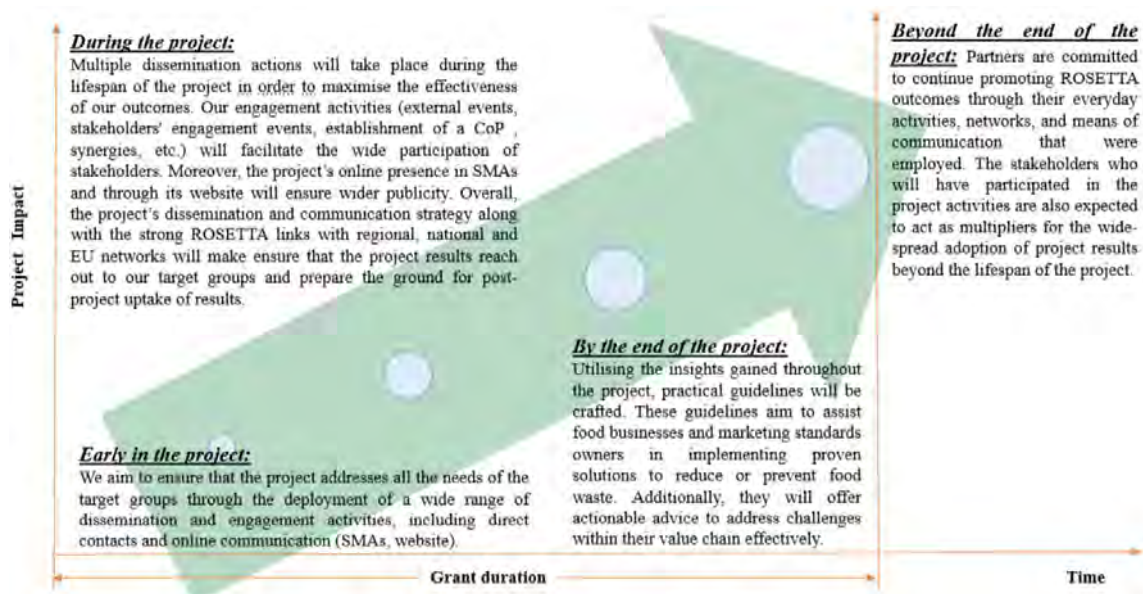 During the project:
Multiple dissemination actions will take place during the
lifespan of the project in order to maximise the effectiveness
of our outcomes. Our engagement activities (external events,
stakeholders' engagement events, establishment of a CoP ,
synergies, etc.) will facilitate the wide participation of
stakeholders. Moreover, the project's online presence in SMAs
and through its website will ensure wider publicity. Overall,
the project's dissemination and communication strategy along
with the strong ROSETTA links with regional, national and
EU networks will make ensure that the project results reach
out to our target groups and prepare the ground for post-
project uptake of results.
Beyond the end of the
project: Partners are committed
to continue promoting ROSETTA
outcomes through their everyday
activities, networks, and means of
communication that were
employed. The stakeholders who
will have participated in the
project activities are also expected
to act as multipliers for the wide-
spread adoption of project results
beyond the lifespan of the project.
Project Impact
Early in the project:
We aim to ensure that the project addresses all the needs of the
target groups through the deployment of a wide range of
dissemination and engagement activities, including direct
contacts and online communication (SMAs, website).
By the end of the project:
Utilising the insights gained throughout
the project, practical guidelines will be
crafted. These guidelines aim to assist
food businesses and marketing standards
owners in implementing proven
solutions to reduce or prevent food
waste. Additionally, they will offer
actionable advice to address challenges
within their value chain effectively.
Grant duration
Time